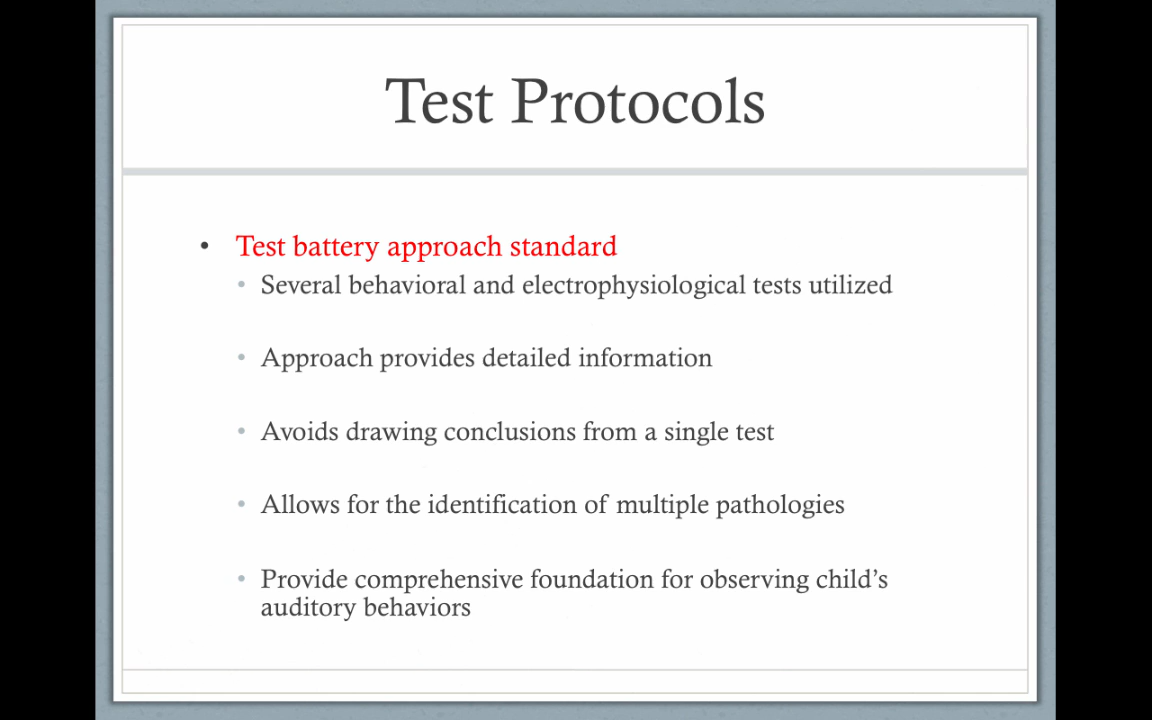 Test Protocols
• Test battery approach standard
• Several behavioral and electrophysiological tests utilized
• Approach provides detailed information
• Avoids drawing conclusions from a single test
• Allows for the identification of multiple pathologies
• Provide comprehensive foundation for observing child's
auditory behaviors